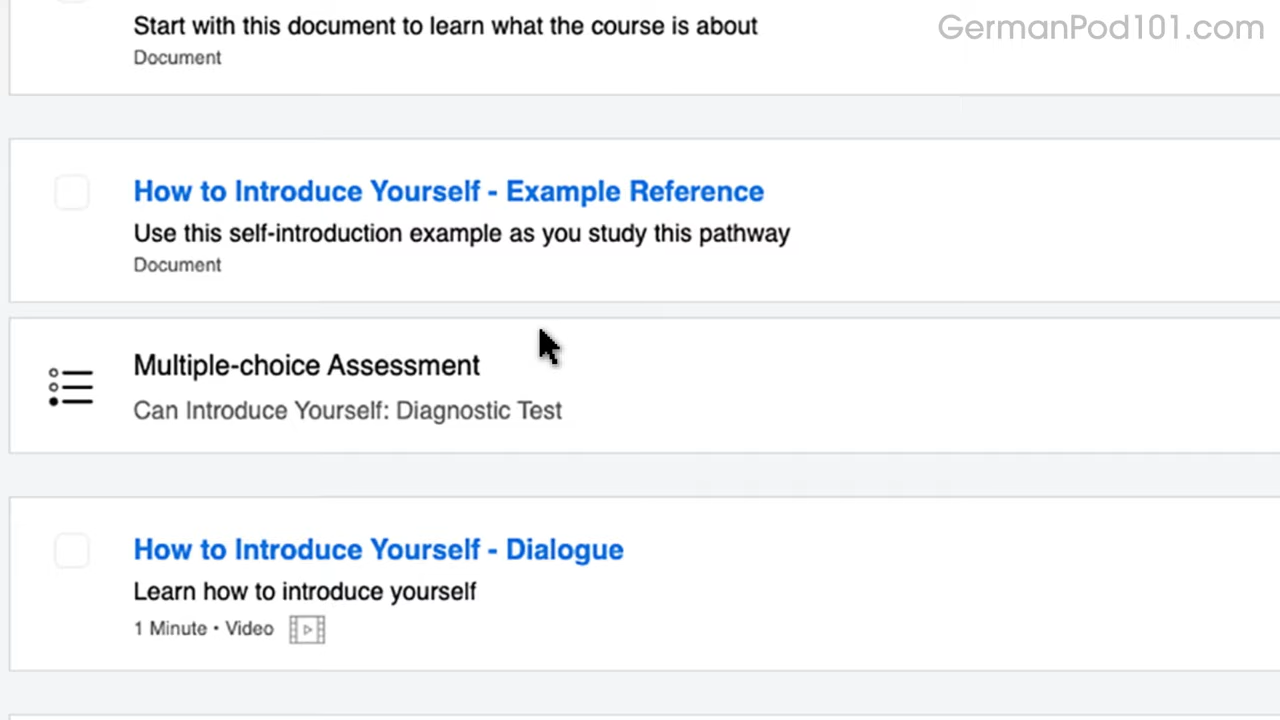 GermanPod101.com
Start with this document to learn what the course is about
Document
How to Introduce Yourself - Example Reference
Use this self-introduction example as you study this pathway
Document
Multiple-choice Assessment
Can Introduce Yourself: Diagnostic Test
How to Introduce Yourself - Dialogue
Learn how to introduce yourself
1 Minute • Video